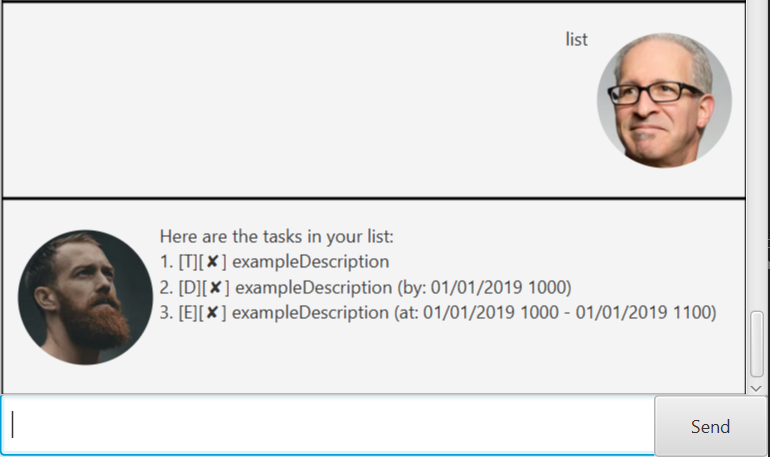 list
Here are the tasks in your list:
1. [T][✘] exampleDescription
2. [D][✘] exampleDescription (by: 01/01/2019 1000)
3. [E][✘] exampleDescription (at: 01/01/2019 1000 - 01/01/2019 1100)
Send